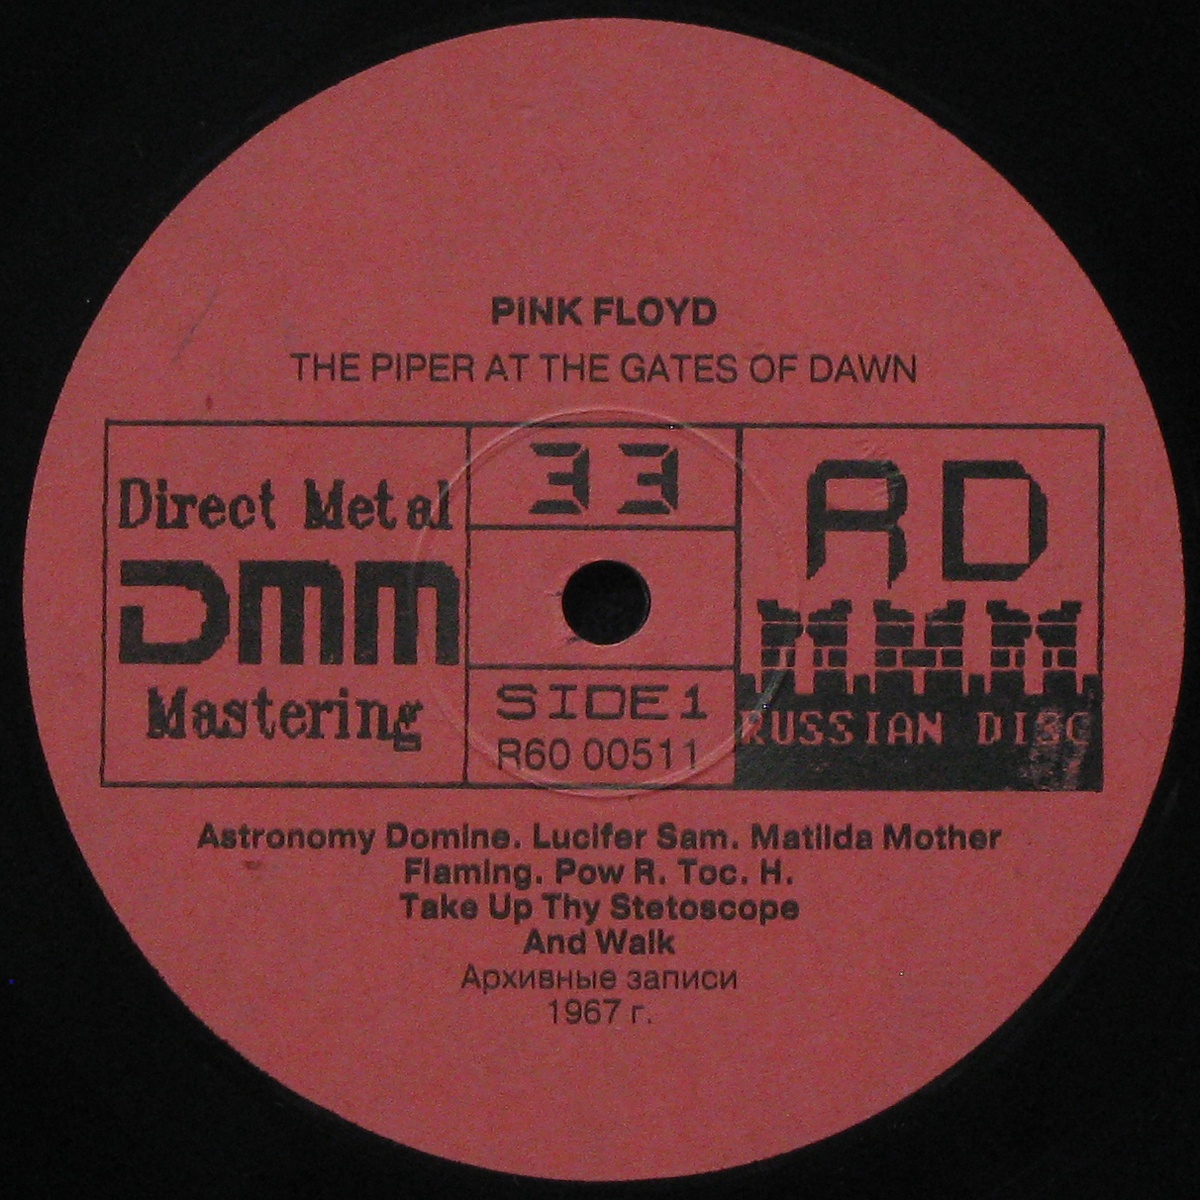 PINK FLOYD
THE PIPER AT THE GATES OF DAWN
Direct Metal
DMM
Mastering
33
SIDE 1
R60 00511
RD
RUSSIAN DISC
Astronomy Domine. Lucifer Sam. Matilda Mother
Flaming. Pow R. Toc. H.
Take Up Thy Stetoscope
And Walk
Архивные записи
1967 г.